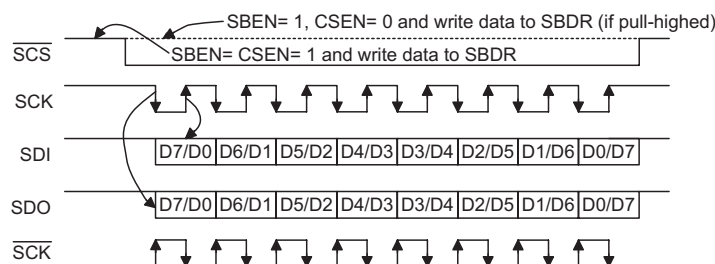 SBEN= 1, CSEN= 0 and write data to SBDR (if pull-highed)
SCS
SBEN= CSEN= 1 and write data to SBDR
SCK
SDI D7/D0 D6/D1 D5/D2 D4/D3 D3/D4 D2/D5 D1/D6 D0/D7
SDO D7/D0 D6/D1 D5/D2 D4/D3 D3/D4 D2/D5 D1/D6 D0/D7
SCK